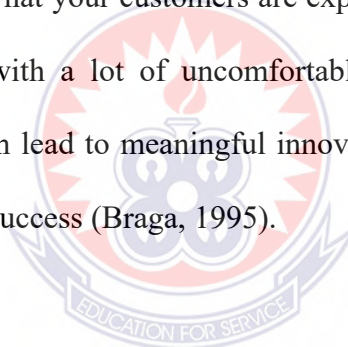 hat your customers are exp
with a lot of uncomfortabl
n lead to meaningful innov
uccess (Braga, 1995).
EDUCATION FOR SERVICE